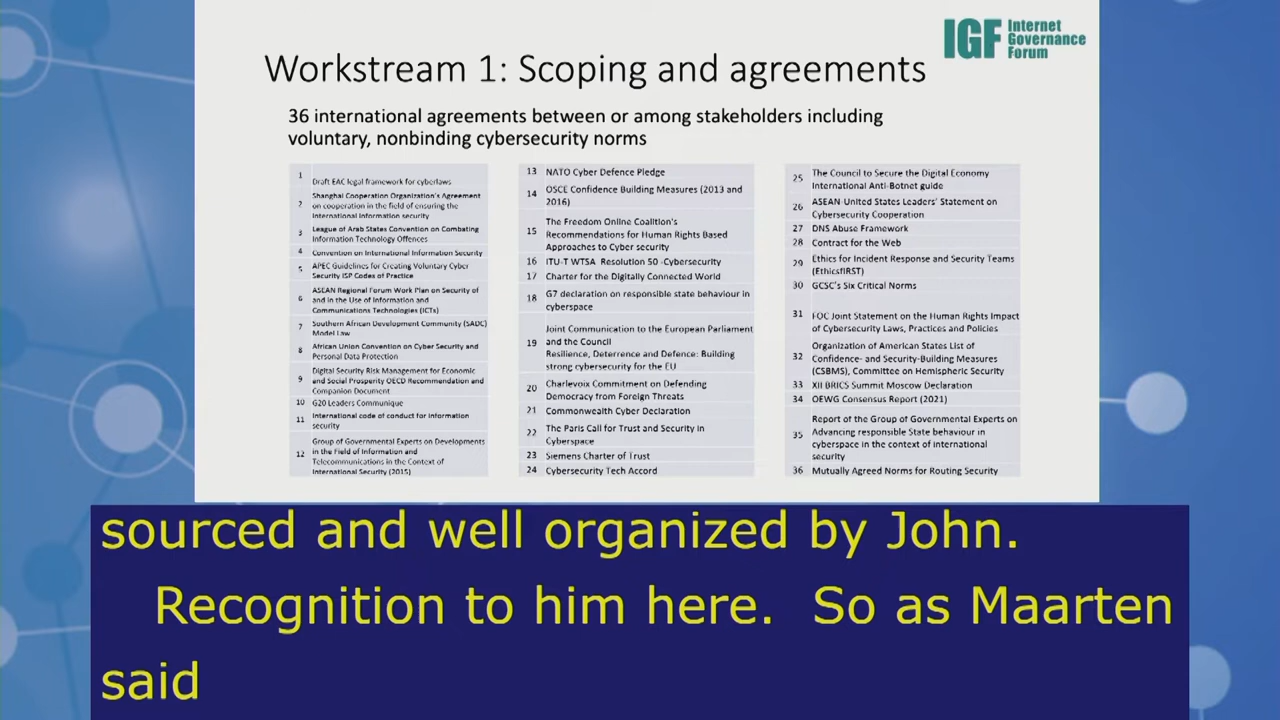 IGF Internet
Governance
Forum
Workstream 1: Scoping and agreements
36 international agreements between or among stakeholders including
voluntary, nonbinding cybersecurity norms
1 Draft EAC legal framework for cyberlaws
2 Shanghai Cooperation Organization's Agreement
on cooperation in the field of ensuring the
International Information security
3 League of Arab States Convention on Combating
Information Technology Offences
4 Convention on International Information Security
5 APEC Guidelines for Creating Voluntary Cyber
Security ISP Codes of Practice
6 ASEAN Regional Forum Work Plan on Security of
and in the Use of Information and
Communications Technologies (ICTs)
7 Southern African Development Community (SADC)
Model Law
8 African Union Convention on Cyber Security and
Personal Data Protection
9 Digital Security Risk Management for Economic
and Social Prosperity OECD Recommendation and
Companion Document
10 G20 Leaders Communique
11 International code of conduct for information
security
12 Group of Governmental Experts on Developments
in the Field of Information and
Telecommunications in the Context of
International Security (2015)
13 NATO Cyber Defence Pledge
14 OSCE Confidence Building Measures (2013 and
2016)
15 The Freedom Online Coalition's
Recommendations for Human Rights Based
Approaches to Cyber security
16 ITU-T WTSA Resolution 50 -Cybersecurity
17 Charter for the Digitally Connected World
18 G7 declaration on responsible state behaviour in
cyberspace
19 Joint Communication to the European Parliament
and the Council
Resilience, Deterrence and Defence: Building
strong cybersecurity for the EU
20 Charlevoix Commitment on Defending
Democracy from Foreign Threats
21 Commonwealth Cyber Declaration
22 The Paris Call for Trust and Security in
Cyberspace
23 Siemens Charter of Trust
24 Cybersecurity Tech Accord
25 The Council to Secure the Digital Economy
International Anti-Botnet guide
26 ASEAN-United States Leaders' Statement on
Cybersecurity Cooperation
27 DNS Abuse Framework
28 Contract for the Web
29 Ethics for Incident Response and Security Teams
(EthicsfIRST)
30 GCSC's Six Critical Norms
31 FOC Joint Statement on the Human Rights Impact
of Cybersecurity Laws, Practices and Policies
32 Organization of American States List of
Confidence- and Security-Building Measures
(CSBMS), Committee on Hemispheric Security
33 XII BRICS Summit Moscow Declaration
34 OEWG Consensus Report (2021)
35 Report of the Group of Governmental Experts on
Advancing responsible State behaviour in
cyberspace in the context of international
security
36 Mutually Agreed Norms for Routing Security
sourced and well organized by John.
Recognition to him here. So as Maarten
said